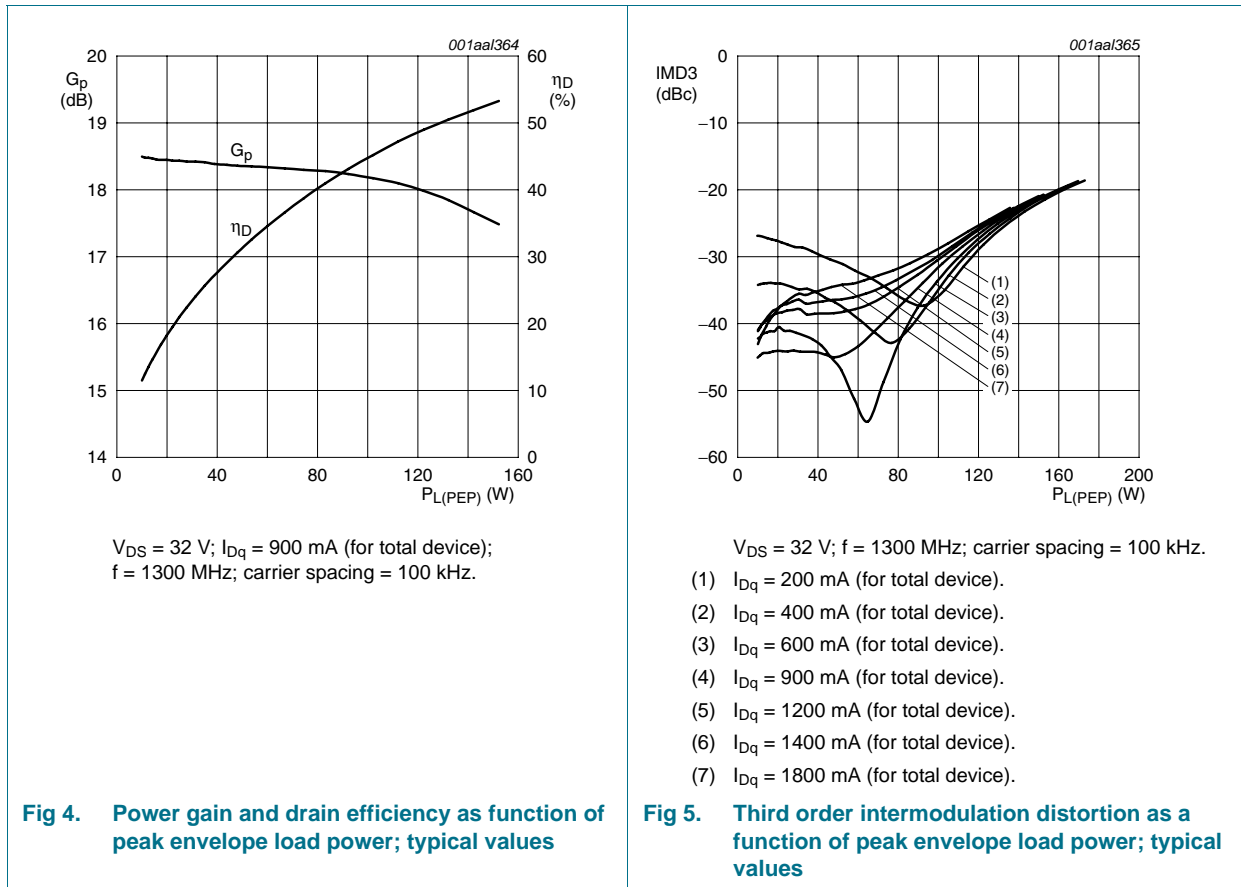 001aal364
20
60
Gp
(dB)
ηD
(%)
19
50
Gp
18
40
ηD
17
30
16
20
15
10
14
0
0
40
80
120
160
PL(PEP) (W)
VDS = 32 V; IDq = 900 mA (for total device);
f = 1300 MHz; carrier spacing = 100 kHz.
Fig 4. Power gain and drain efficiency as function of
peak envelope load power; typical values
001aal365
0
IMD3
(dBc)
−10
−20
−30
−40
−50
−60
(1)
(2)
(3)
(4)
(5)
(6)
(7)
0
40
80
120
160
200
PL(PEP) (W)
VDS = 32 V; f = 1300 MHz; carrier spacing = 100 kHz.
(1) IDq = 200 mA (for total device).
(2) IDq = 400 mA (for total device).
(3) IDq = 600 mA (for total device).
(4) IDq = 900 mA (for total device).
(5) IDq = 1200 mA (for total device).
(6) IDq = 1400 mA (for total device).
(7) IDq = 1800 mA (for total device).
Fig 5. Third order intermodulation distortion as a
function of peak envelope load power; typical
values